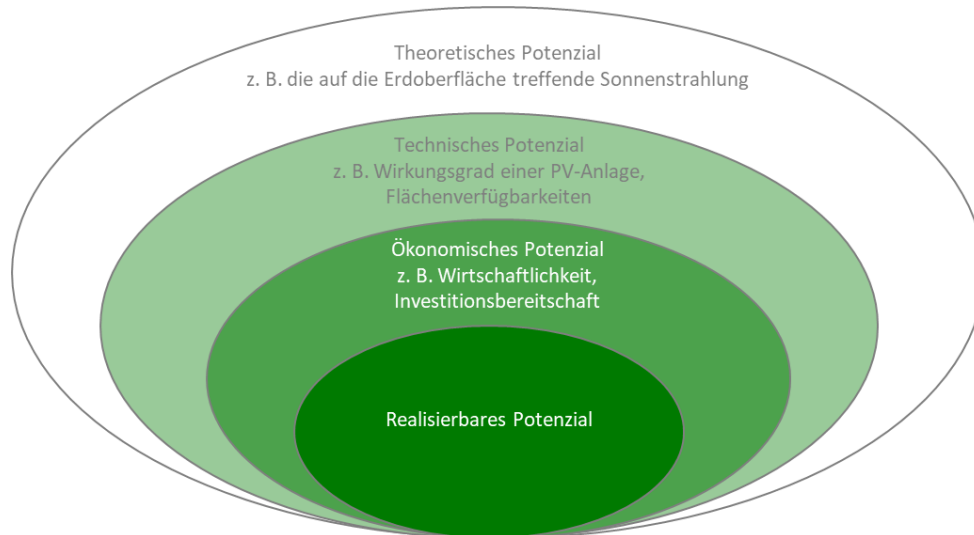 Theoretisches Potenzial
z. B. die auf die Erdoberfläche treffende Sonnenstrahlung
Technisches Potenzial
z. B. Wirkungsgrad einer PV-Anlage,
Flächenverfügbarkeiten
Ökonomisches Potenzial
z. B. Wirtschaftlichkeit,
Investitionsbereitschaft
Realisierbares Potenzial